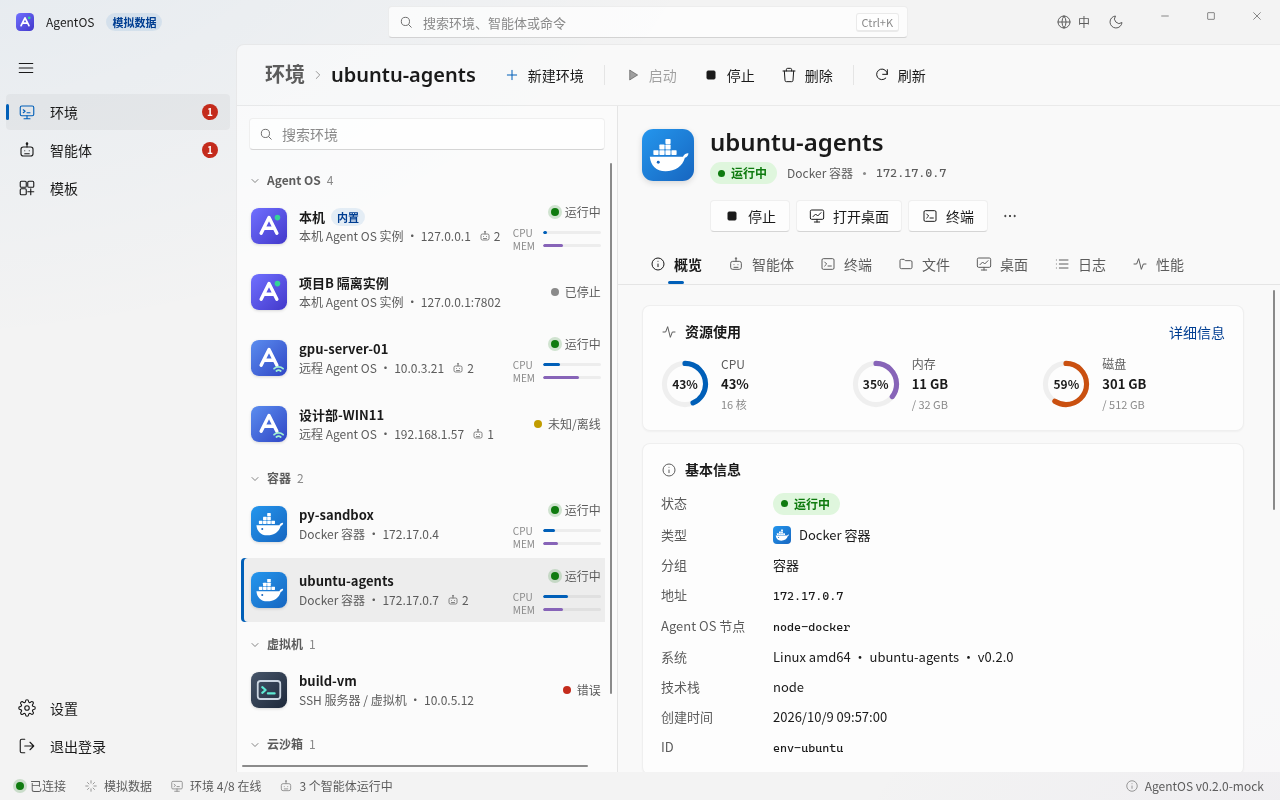 AgentOS 模拟数据
搜索环境、智能体或命令 Ctrl+K
中
环境 1
智能体 1
模板
设置
退出登录
环境 > ubuntu-agents
新建环境 启动 停止 删除 刷新
搜索环境
Agent OS 4
本机 内置 运行中
本机 Agent OS 实例 • 127.0.0.1 2
CPU
MEM
项目B 隔离实例 已停止
本机 Agent OS 实例 • 127.0.0.1:7802
gpu-server-01 运行中
远程 Agent OS • 10.0.3.21 2
CPU
MEM
设计部-WIN11 未知/离线
远程 Agent OS • 192.168.1.57 1
容器 2
py-sandbox 运行中
Docker 容器 • 172.17.0.4
CPU
MEM
ubuntu-agents 运行中
Docker 容器 • 172.17.0.7 2
CPU
MEM
虚拟机 1
build-vm 错误
SSH 服务器 / 虚拟机 • 10.0.5.12
云沙箱 1
ubuntu-agents
运行中 Docker 容器 • 172.17.0.7
停止 打开桌面 终端 ···
概览 智能体 终端 文件 桌面 日志 性能
资源使用 详细信息
43% CPU 43% 16 核
35% 内存 11 GB / 32 GB
59% 磁盘 301 GB / 512 GB
基本信息
状态 运行中
类型 Docker 容器
分组 容器
地址 172.17.0.7
Agent OS 节点 node-docker
系统 Linux amd64 • ubuntu-agents • v0.2.0
技术栈 node
创建时间 2026/10/9 09:57:00
ID env-ubuntu
已连接 模拟数据 环境 4/8 在线 3 个智能体运行中 AgentOS v0.2.0-mock